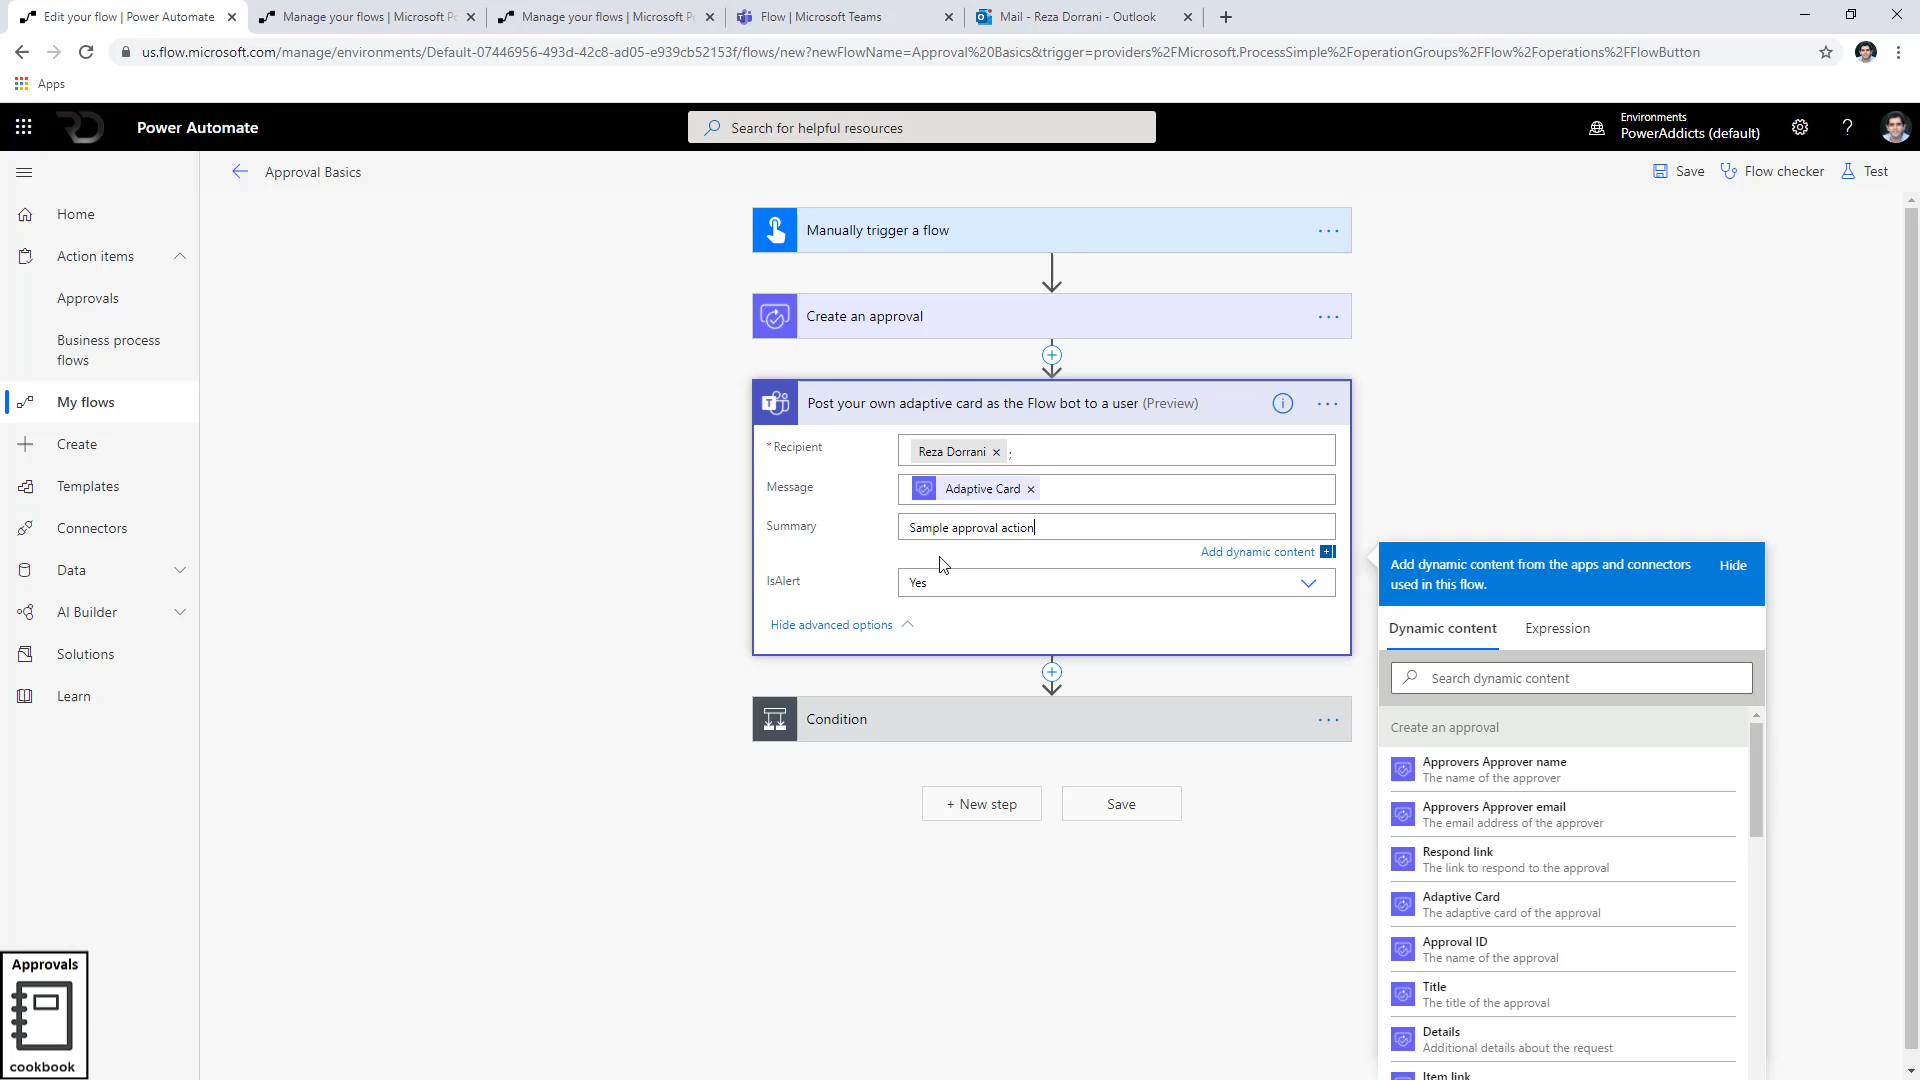 Edit your flow | Power Automate
Manage your flows | Microsoft Po
Manage your flows | Microsoft Po
Flow | Microsoft Teams
Mail - Reza Dorrani - Outlook
us.flow.microsoft.com/manage/environments/Default-07446956-493d-42c8-ad05-e939cb52153f/flows/new?newFlowName=Approval%20Basics&trigger=providers%2FMicrosoft.ProcessSimple%2FoperationGroups%2FFlow%2Foperations%2FFlowButton
Apps
Power Automate
Search for helpful resources
Environments
PowerAddicts (default)
Approval Basics
Save
Flow checker
Test
Home
Action items
Approvals
Business process
flows
My flows
Create
Templates
Connectors
Data
AI Builder
Solutions
Learn
Manually trigger a flow
Create an approval
Post your own adaptive card as the Flow bot to a user (Preview)
* Recipient
Reza Dorrani × ;
Message
Adaptive Card ×
Summary
Sample approval action
Add dynamic content
IsAlert
Yes
Hide advanced options
Condition
+ New step
Save
Add dynamic content from the apps and connectors
used in this flow.
Hide
Dynamic content
Expression
Search dynamic content
Create an approval
Approvers Approver name
The name of the approver
Approvers Approver email
The email address of the approver
Respond link
The link to respond to the approval
Adaptive Card
The adaptive card of the approval
Approval ID
The name of the approval
Title
The title of the approval
Details
Additional details about the request
Item link
Approvals
cookbook